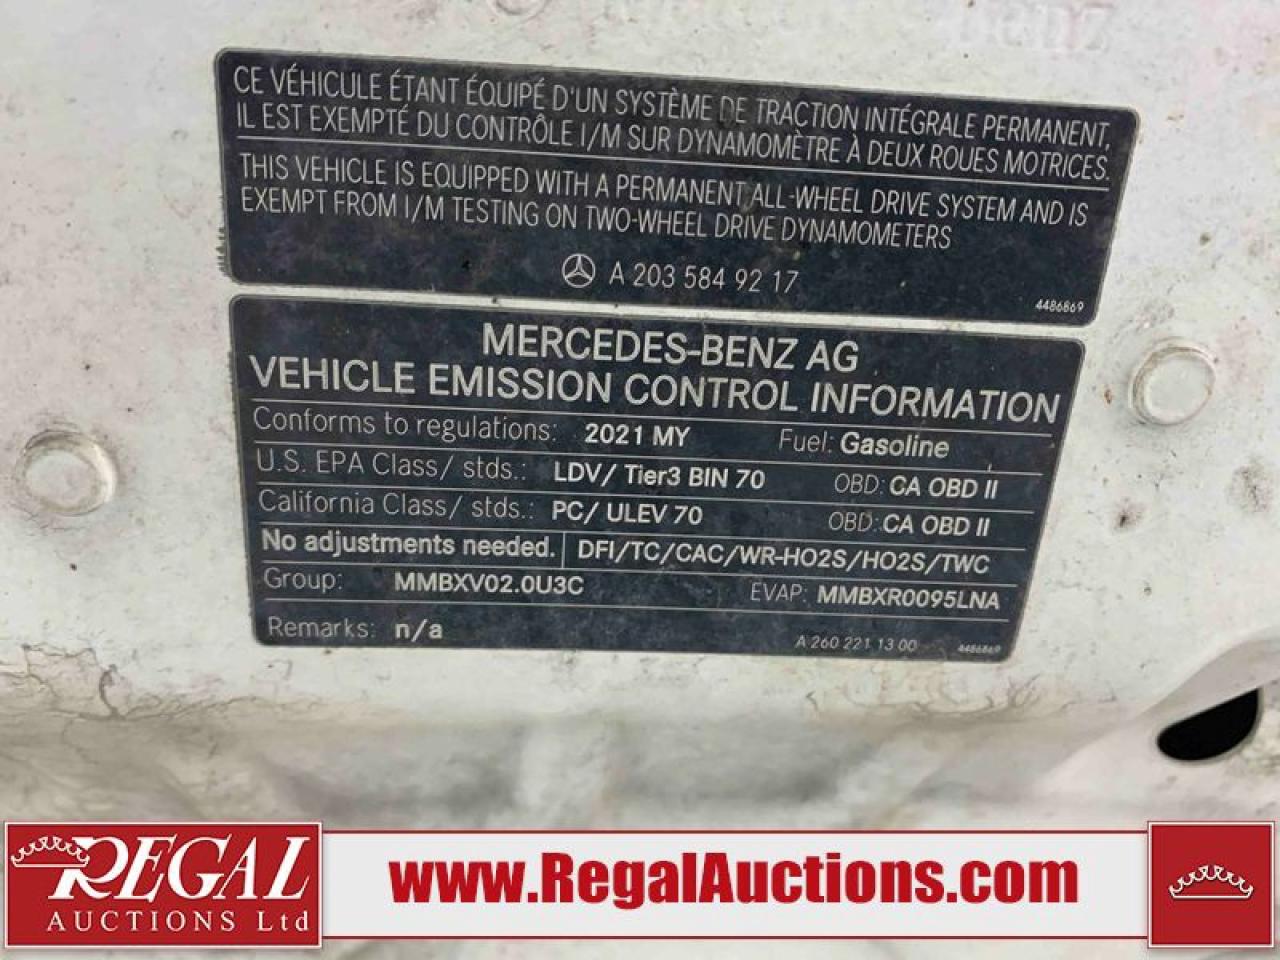 CE VÉHICULE ÉTANT ÉQUIPÉ D'UN SYSTÈME DE TRACTION INTÉGRALE PERMANENT,
IL EST EXEMPTÉ DU CONTRÔLE I/M SUR DYNAMOMÈTRE À DEUX ROUES MOTRICES.
THIS VEHICLE IS EQUIPPED WITH A PERMANENT ALL-WHEEL DRIVE SYSTEM AND IS
EXEMPT FROM I/M TESTING ON TWO-WHEEL DRIVE DYNAMOMETERS
A 203 584 92 17
4486869
MERCEDES-BENZ AG
VEHICLE EMISSION CONTROL INFORMATION
Conforms to regulations: 2021 MY Fuel: Gasoline
U.S. EPA Class/ stds.: LDV/ Tier3 BIN 70 OBD: CA OBD II
California Class/ stds.: PC/ ULEV 70 OBD: CA OBD II
No adjustments needed. DFI/TC/CAC/WR-HO2S/HO2S/TWC
Group: MMBXV02.0U3C EVAP: MMBXR0095LNA
Remarks: n/a A 260 221 13 00 4486869
REGAL
AUCTIONS Ltd
www.RegalAuctions.com